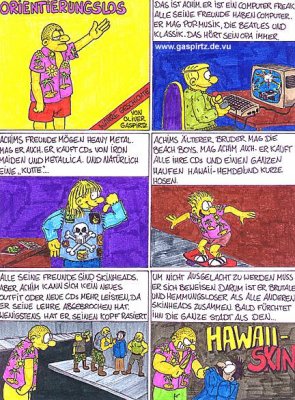 ORIENTIERUNGSLOS
VON
OLIVER
GASPIRTZ
DAS IST ACHIM. ER IST EIN COMPUTER FREAK.
ALLE SEINE FREUNDE HABEN COMPUTER.
ER MAG POP.MUSIK, DIE BEATLES UND
KLASSIK. DAS HÖRT SEIN OPA IMMER.
www.gaspirtz.de.vu
ACHIMS FREUNDE MÖGEN HEAVY METAL.
MAG ER AUCH. ER KAUFT CDs VON IRON
MAIDEN UND METALLICA. UND NATÜRLICH
EINE „KUTTE“...
ACHIMS ÄLTERER BRUDER MAG DIE
BEACH BOYS. MAG ACHIM AUCH. ER KAUFT
ALLE IHRE CDs UND EINEN GANZEN
HAUFEN HAWAII-HEMDEN UND KURZE
HOSEN.
ALLE SEINE FREUNDE SIND SKINHEADS.
ABER, ACHIM KANN SICH KEIN NEUES
OUTFIT ODER NEUE CDs MEHR LEISTEN, DA
ER SEINE LEHRE ABGEBROCHEN HAT.
WENIGSTENS HAT ER SEINEN KOPF RASIERT.
UM NICHT AUSGELACHT ZU WERDEN MUSS
ER SICH BEWEISEN. DARUM IST ER BRUTALER
UND HEMMUNGSLOSER, ALS ALLE ANDEREN
SKINHEADS ZUSAMMEN. BALD FÜRCHTET
IHN DIE GANZE STADT ALS DEN...
HAWAII-
SKIN